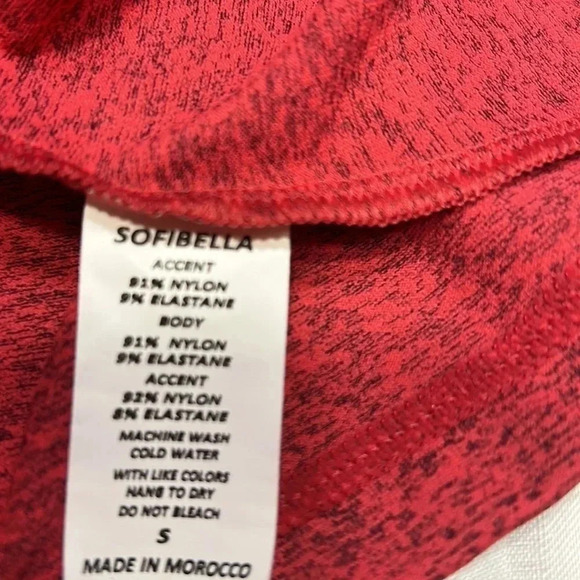 SOFIBELLA
ACCENT
91% NYLON
9% ELASTANE
BODY
91% NYLON
9% ELASTANE
ACCENT
92% NYLON
8% ELASTANE
MACHINE WASH
COLD WATER
WITH LIKE COLORS
HANG TO DRY
DO NOT BLEACH
S
MADE IN MOROCCO